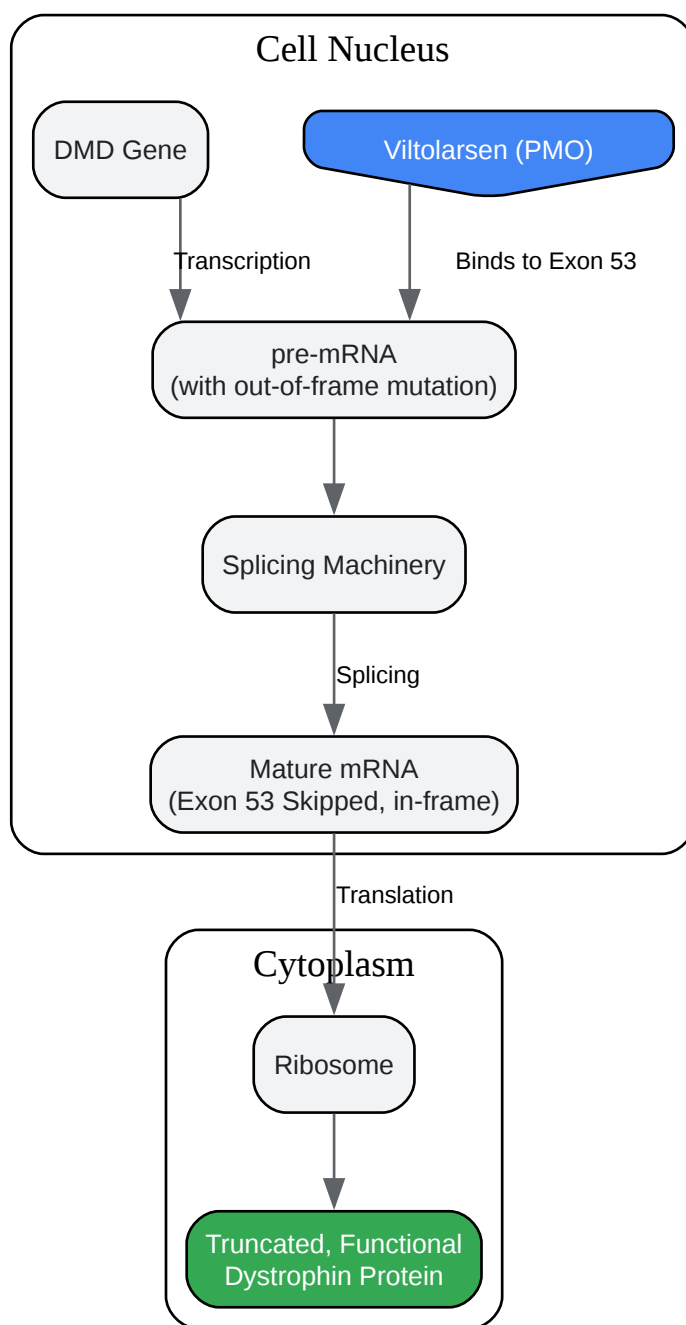 Cell Nucleus
DMD Gene
Viltolarsen (PMO)
Transcription
Binds to Exon 53
pre-mRNA
(with out-of-frame mutation)
Splicing Machinery
Splicing
Mature mRNA
(Exon 53 Skipped, in-frame)
Translation
Cytoplasm
Ribosome
Truncated, Functional
Dystrophin Protein